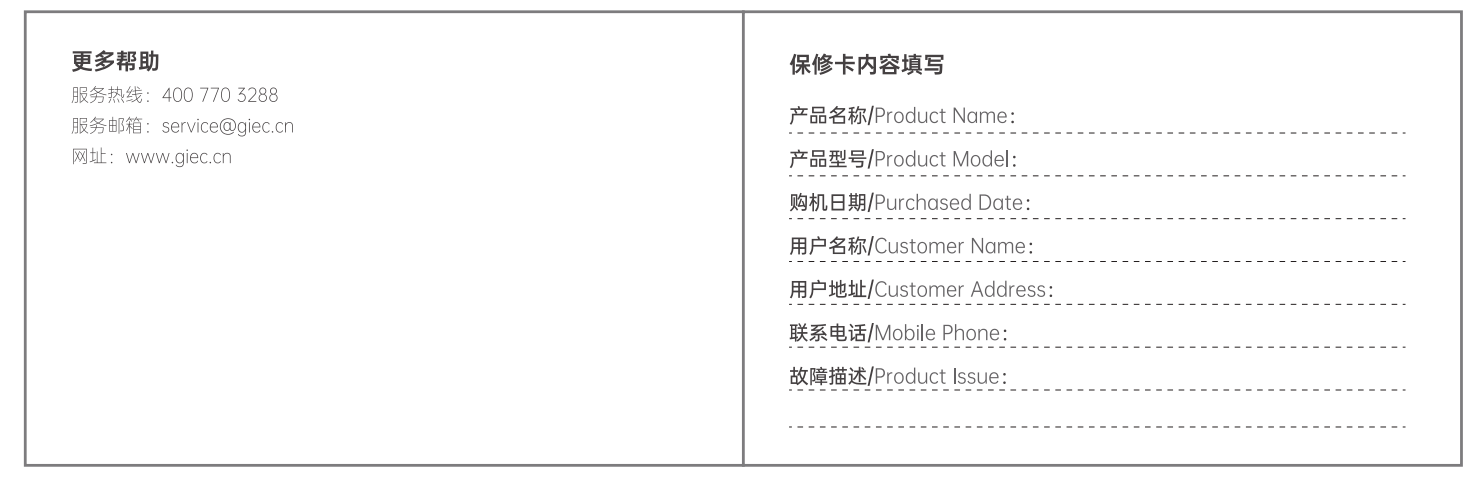 更多帮助
服务热线：400 770 3288
服务邮箱：service@giec.cn
网址：www.giec.cn
保修卡内容填写
产品名称/Product Name：
产品型号/Product Model：
购机日期/Purchased Date：
用户名称/Customer Name：
用户地址/Customer Address：
联系电话/Mobile Phone：
故障描述/Product Issue：